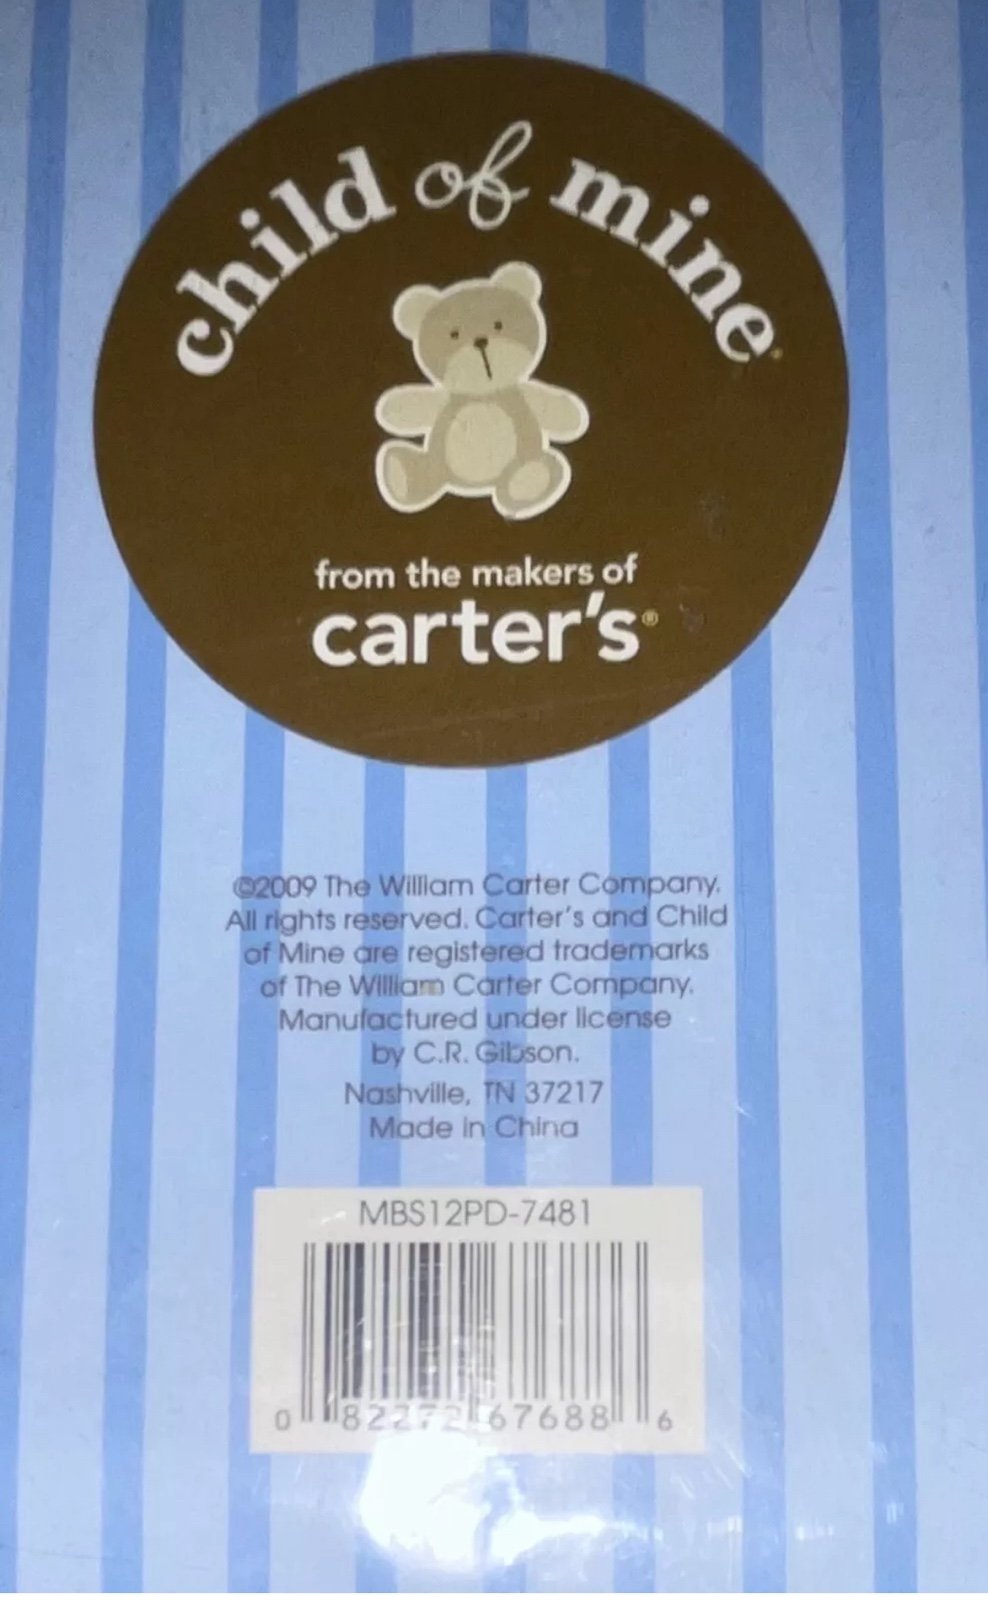 child of mine
from the makers of
carter's®
©2009 The William Carter Company.
All rights reserved. Carter's and Child
of Mine are registered trademarks
of The William Carter Company.
Manufactured under license
by C.R. Gibson.
Nashville, TN 37217
Made in China
MBS12PD-7481
0 82272 67688 6